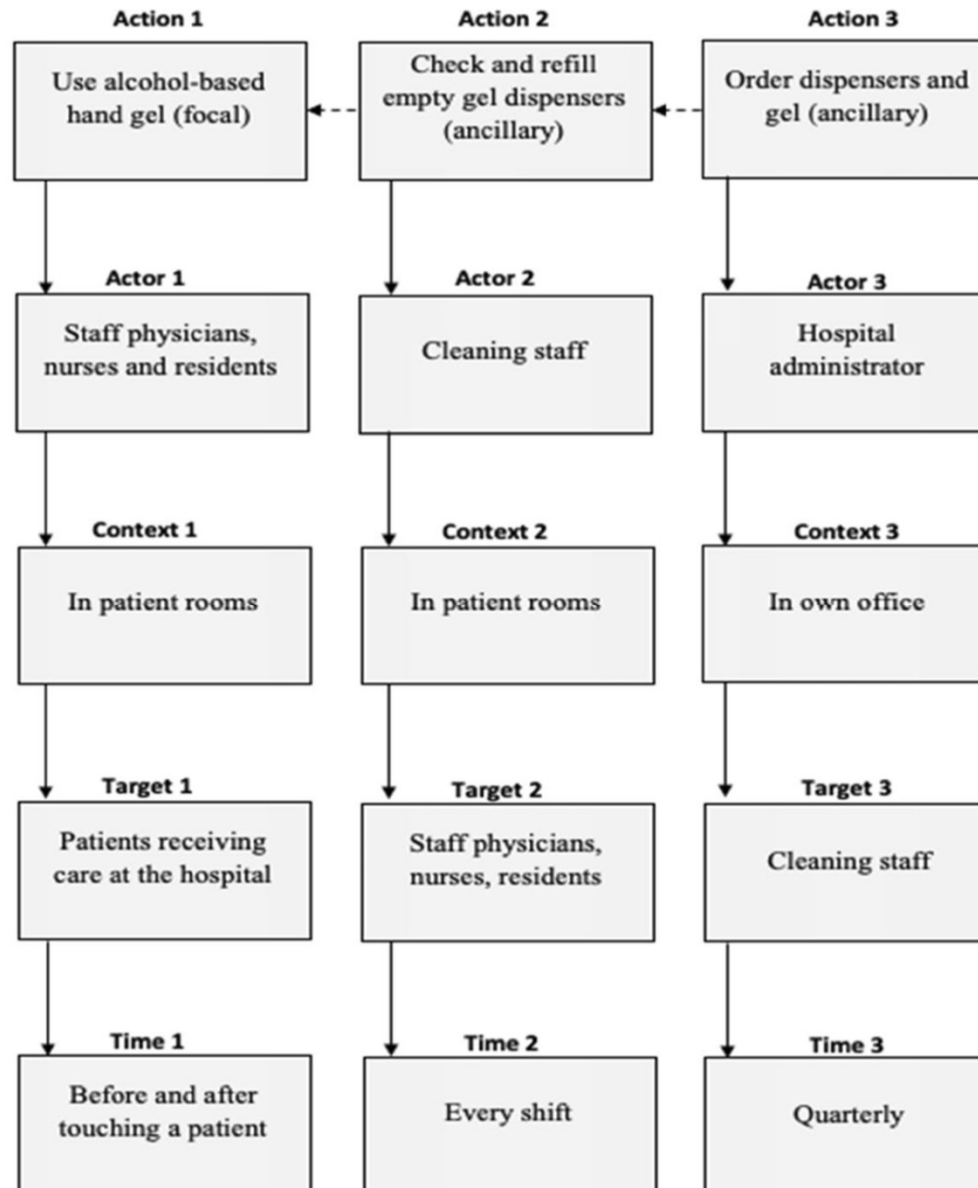 Action 1
Action 2
Action 3
Use alcohol-based
hand gel (focal)
Check and refill
empty gel dispensers
(ancillary)
Order dispensers and
gel (ancillary)
Actor 1
Actor 2
Actor 3
Staff physicians,
nurses and residents
Cleaning staff
Hospital
administrator
Context 1
Context 2
Context 3
In patient rooms
In patient rooms
In own office
Target 1
Target 2
Target 3
Patients receiving
care at the hospital
Staff physicians,
nurses, residents
Cleaning staff
Time 1
Time 2
Time 3
Before and after
touching a patient
Every shift
Quarterly